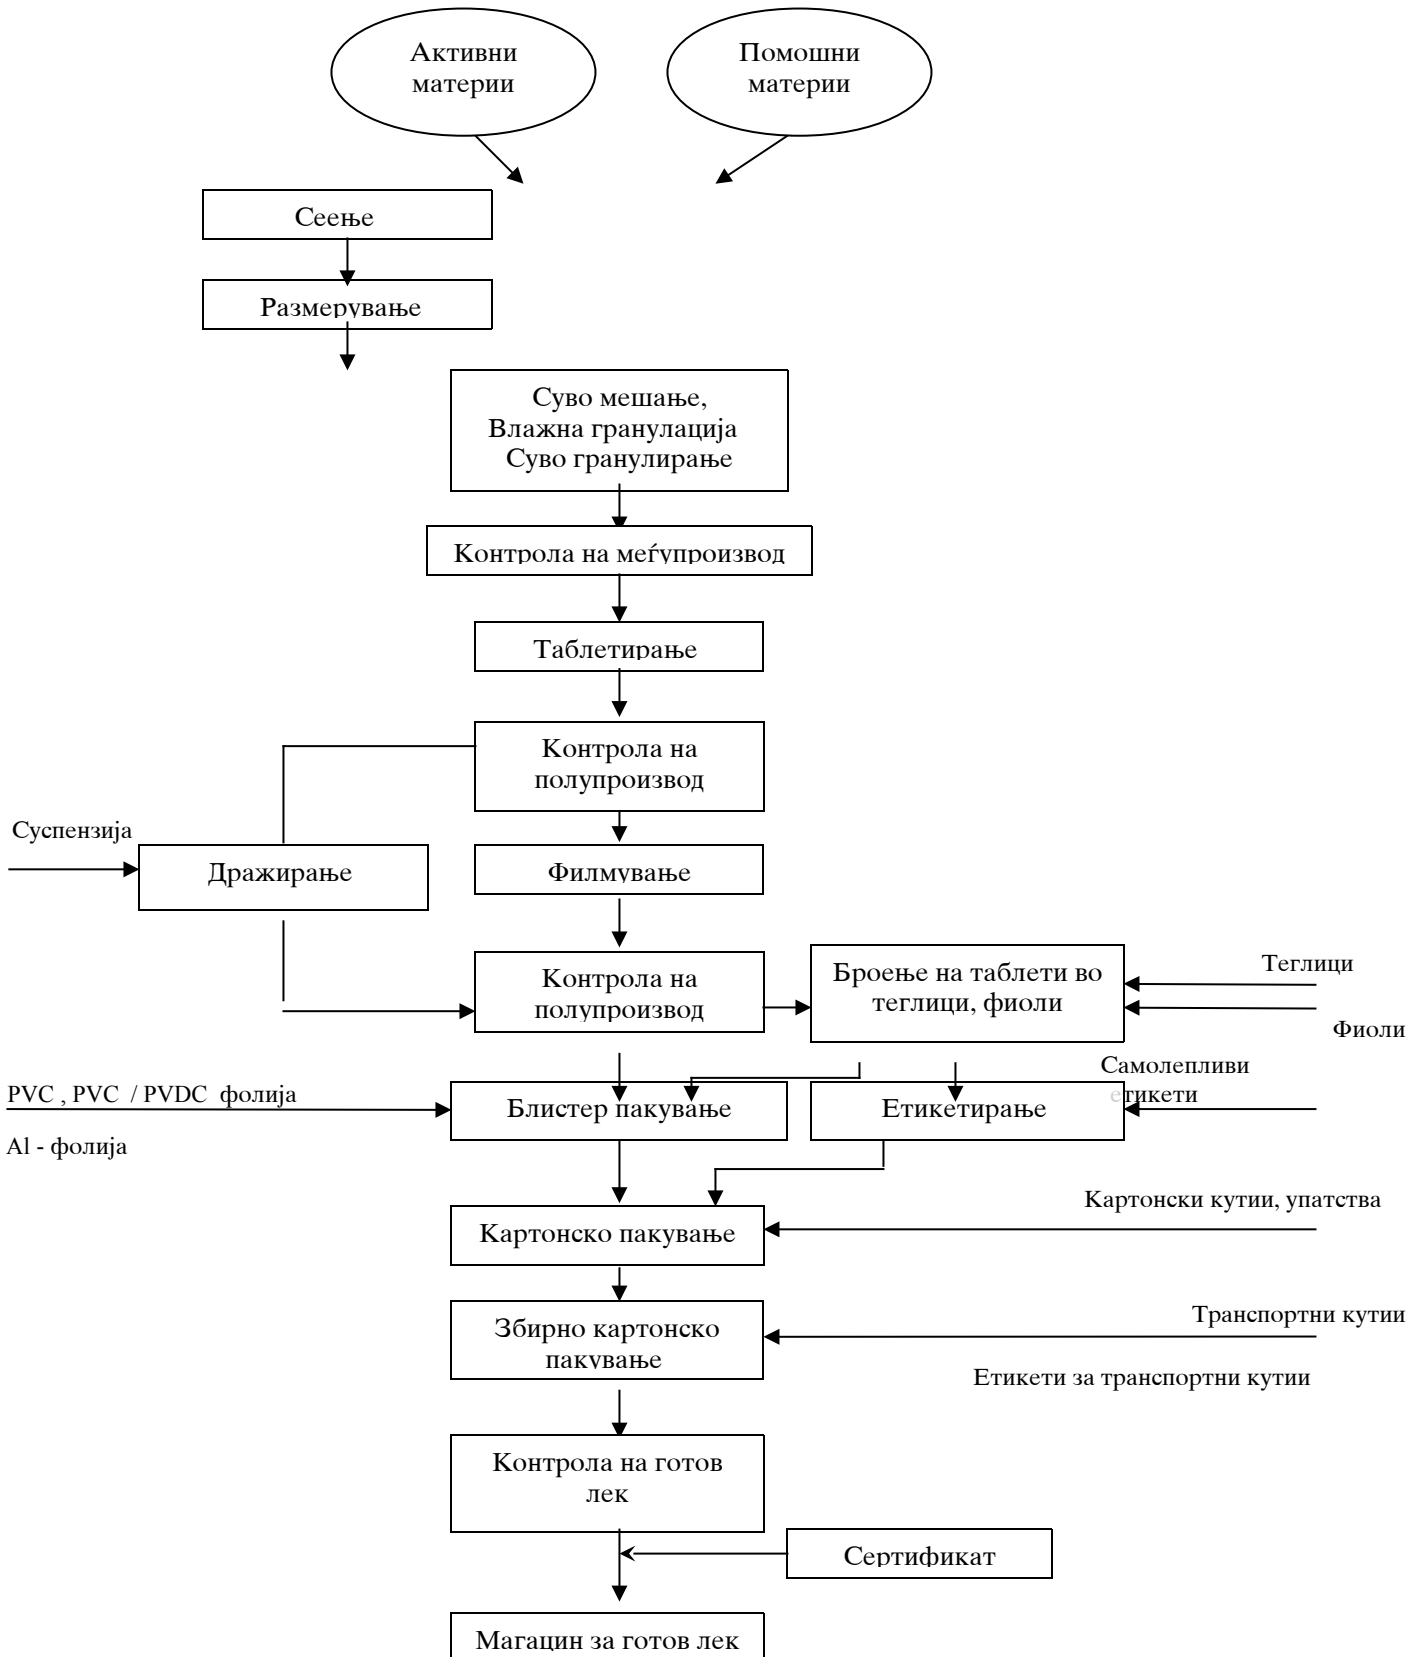 Активни
материи
Помошни
материи
Сеење
Размерување
Суво мешање,
Влажна гранулација
Суво гранулирање
Контрола на меѓупроизвод
Таблетирање
Контрола на
полупроизвод
Суспензија
Дражирање
Филмување
Контрола на
полупроизвод
Броење на таблети во
теглици, фиоли
Теглици
Фиоли
Самолепливи
етикети
PVC , PVC / PVDC фолија
Al - фолија
Блистер пакување
Етикетирање
Картонски кутии, упатства
Картонско пакување
Транспортни кутии
Збирно картонско
пакување
Етикети за транспортни кутии
Контрола на готов
лек
Сертификат
Магацин за готов лек